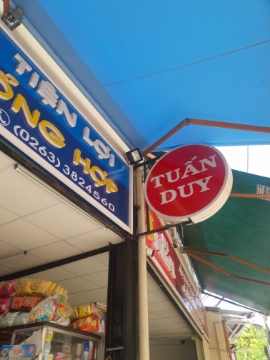 TIỆN LỢI
ỔNG HỢP
(0263) 3824560
TUẤN
DUY